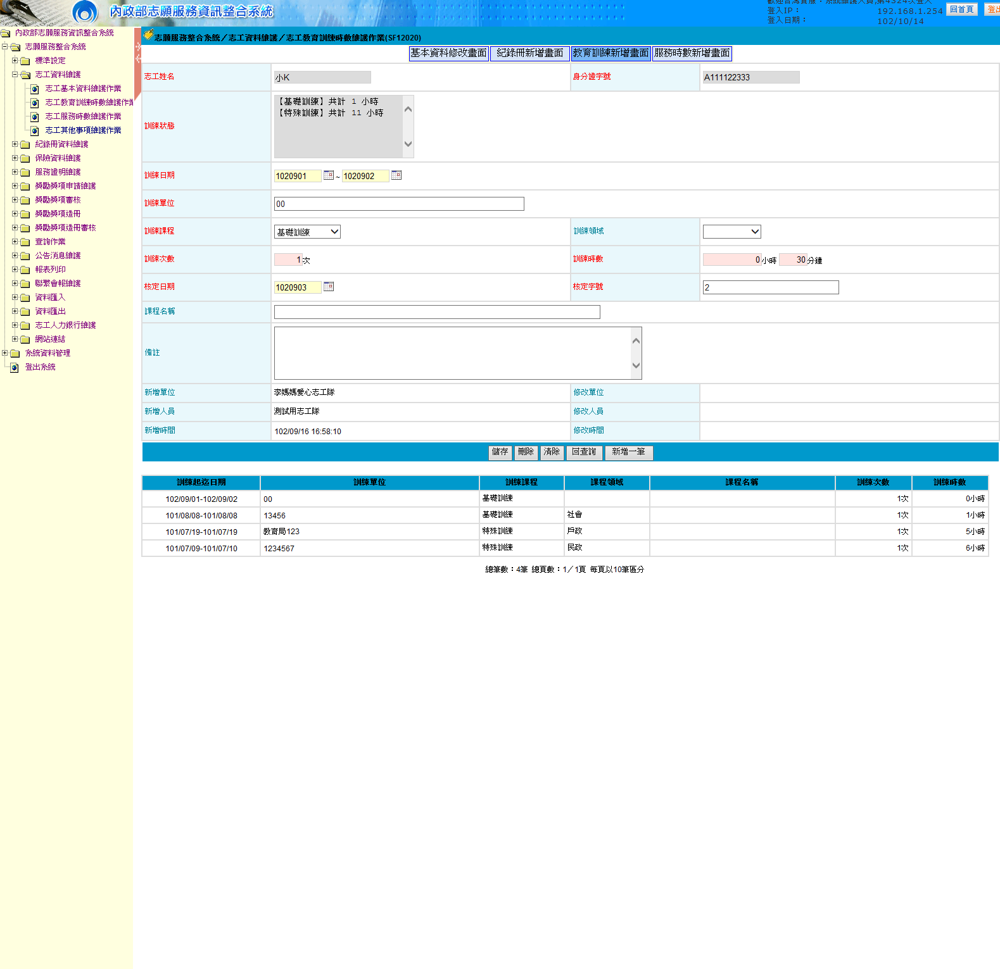 內政部志願服務資訊整合系統
登入IP： 192.168.1.254
登入日期： 102/10/14
回首頁
內政部志願服務資訊整合系統
志願服務整合系統
標準設定
志工資料維護
志工基本資料維護作業
志工教育訓練時數維護作業
志工服務時數維護作業
志工其他事項維護作業
紀錄冊資料維護
保險資料維護
服務證明維護
獎勵獎項申請維護
獎勵獎項審核
獎勵獎項造冊
獎勵獎項造冊審核
查詢作業
公告消息維護
報表列印
聯繫會報維護
資料匯入
資料匯出
志工人力銀行維護
網站連結
系統資料管理
登出系統
志願服務整合系統／志工資料維護／志工教育訓練時數維護作業(SF12020)
基本資料修改畫面 紀錄冊新增畫面 教育訓練新增畫面 服務時數新增畫面
志工姓名 小K 身分證字號 A111122333
訓練狀態
【基礎訓練】共計 1 小時
【特殊訓練】共計 11 小時
訓練日期 1020901 ~ 1020902
訓練單位 00
訓練課程 基礎訓練 訓練領域
訓練次數 1次 訓練時數 0小時 30分鐘
核定日期 1020903 核定字號 2
課程名稱
備註
新增單位 李媽媽愛心志工隊 修改單位
新增人員 測試用志工隊 修改人員
新增時間 102/09/16 16:58:10 修改時間
儲存 刪除 清除 回查詢 新增一筆
訓練起迄日期 訓練單位 訓練課程 課程領域 課程名稱 訓練次數 訓練時數
102/09/01-102/09/02 00 基礎訓練 1次 0小時
101/08/08-101/08/08 13456 基礎訓練 社會 1次 1小時
101/07/19-101/07/19 教育局123 特殊訓練 戶政 1次 5小時
101/07/09-101/07/10 1234567 特殊訓練 民政 1次 6小時
總筆數：4筆 總頁數：1／1頁 每頁以10筆區分